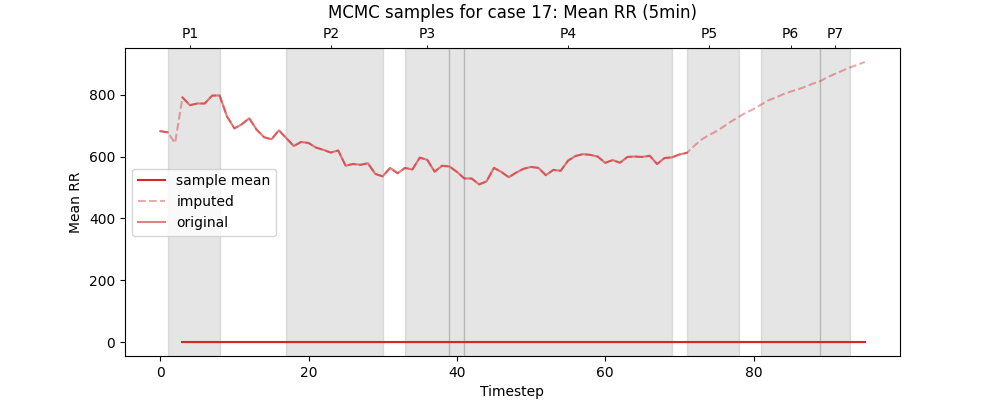 MCMC samples for case 17: Mean RR (5min)
P1 P2 P3 P4 P5 P6 P7
800
600
400
200
0
Mean RR
sample mean
imputed
original
0 20 40 60 80
Timestep